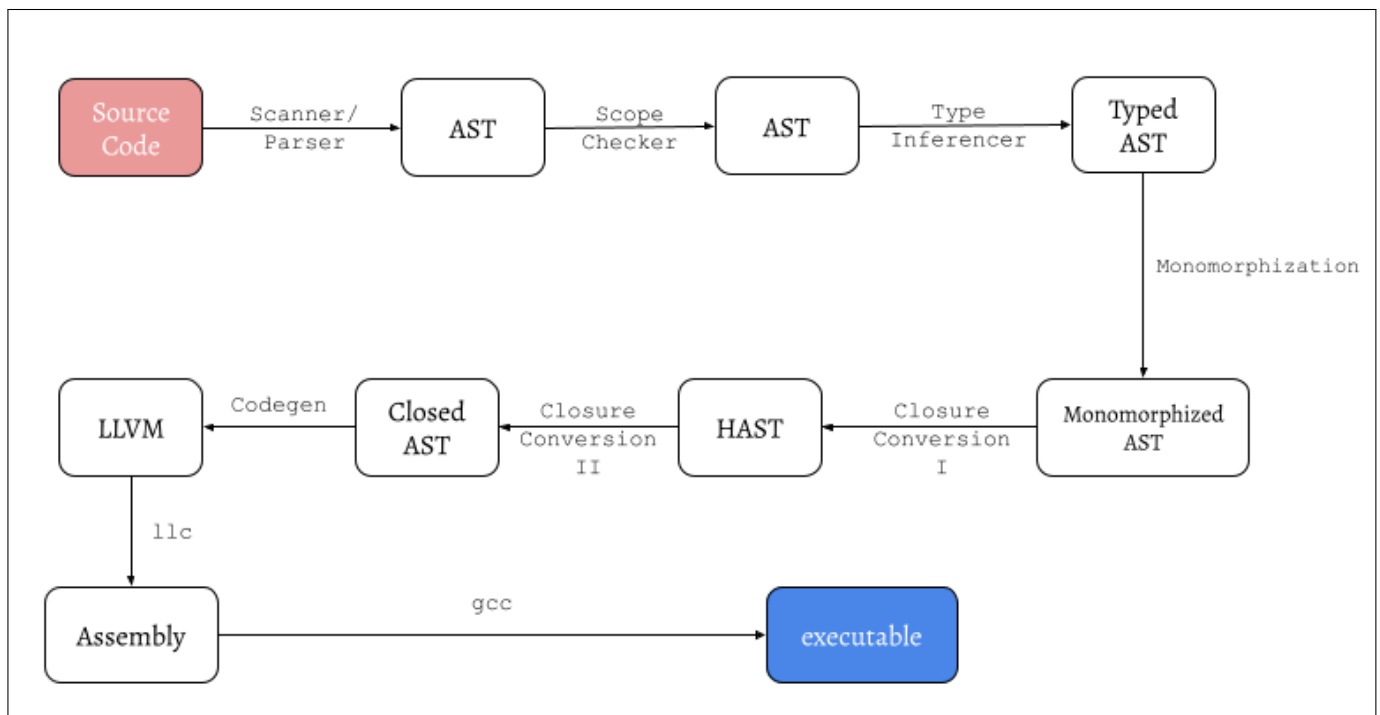 Source
Code
Scanner/
Parser
AST
Scope
Checker
AST
Type
Inferencer
Typed
AST
Monomorphization
Monomorphized
AST
Closure
Conversion
I
HAST
Closure
Conversion
II
Closed
AST
Codegen
LLVM
llc
Assembly
gcc
executable